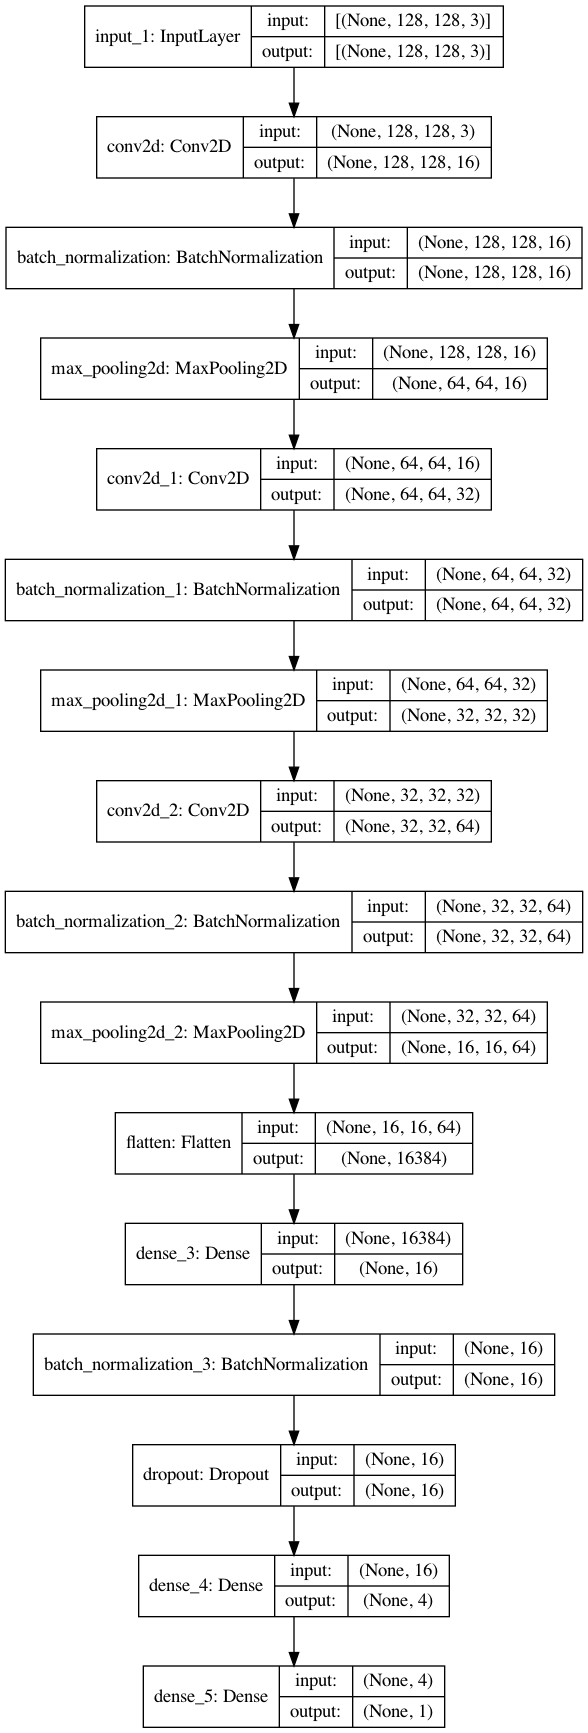 input_1: InputLayer
input:
[(None, 128, 128, 3)]
output:
[(None, 128, 128, 3)]
conv2d: Conv2D
input:
(None, 128, 128, 3)
output:
(None, 128, 128, 16)
batch_normalization: BatchNormalization
input:
(None, 128, 128, 16)
output:
(None, 128, 128, 16)
max_pooling2d: MaxPooling2D
input:
(None, 128, 128, 16)
output:
(None, 64, 64, 16)
conv2d_1: Conv2D
input:
(None, 64, 64, 16)
output:
(None, 64, 64, 32)
batch_normalization_1: BatchNormalization
input:
(None, 64, 64, 32)
output:
(None, 64, 64, 32)
max_pooling2d_1: MaxPooling2D
input:
(None, 64, 64, 32)
output:
(None, 32, 32, 32)
conv2d_2: Conv2D
input:
(None, 32, 32, 32)
output:
(None, 32, 32, 64)
batch_normalization_2: BatchNormalization
input:
(None, 32, 32, 64)
output:
(None, 32, 32, 64)
max_pooling2d_2: MaxPooling2D
input:
(None, 32, 32, 64)
output:
(None, 16, 16, 64)
flatten: Flatten
input:
(None, 16, 16, 64)
output:
(None, 16384)
dense_3: Dense
input:
(None, 16384)
output:
(None, 16)
batch_normalization_3: BatchNormalization
input:
(None, 16)
output:
(None, 16)
dropout: Dropout
input:
(None, 16)
output:
(None, 16)
dense_4: Dense
input:
(None, 16)
output:
(None, 4)
dense_5: Dense
input:
(None, 4)
output:
(None, 1)